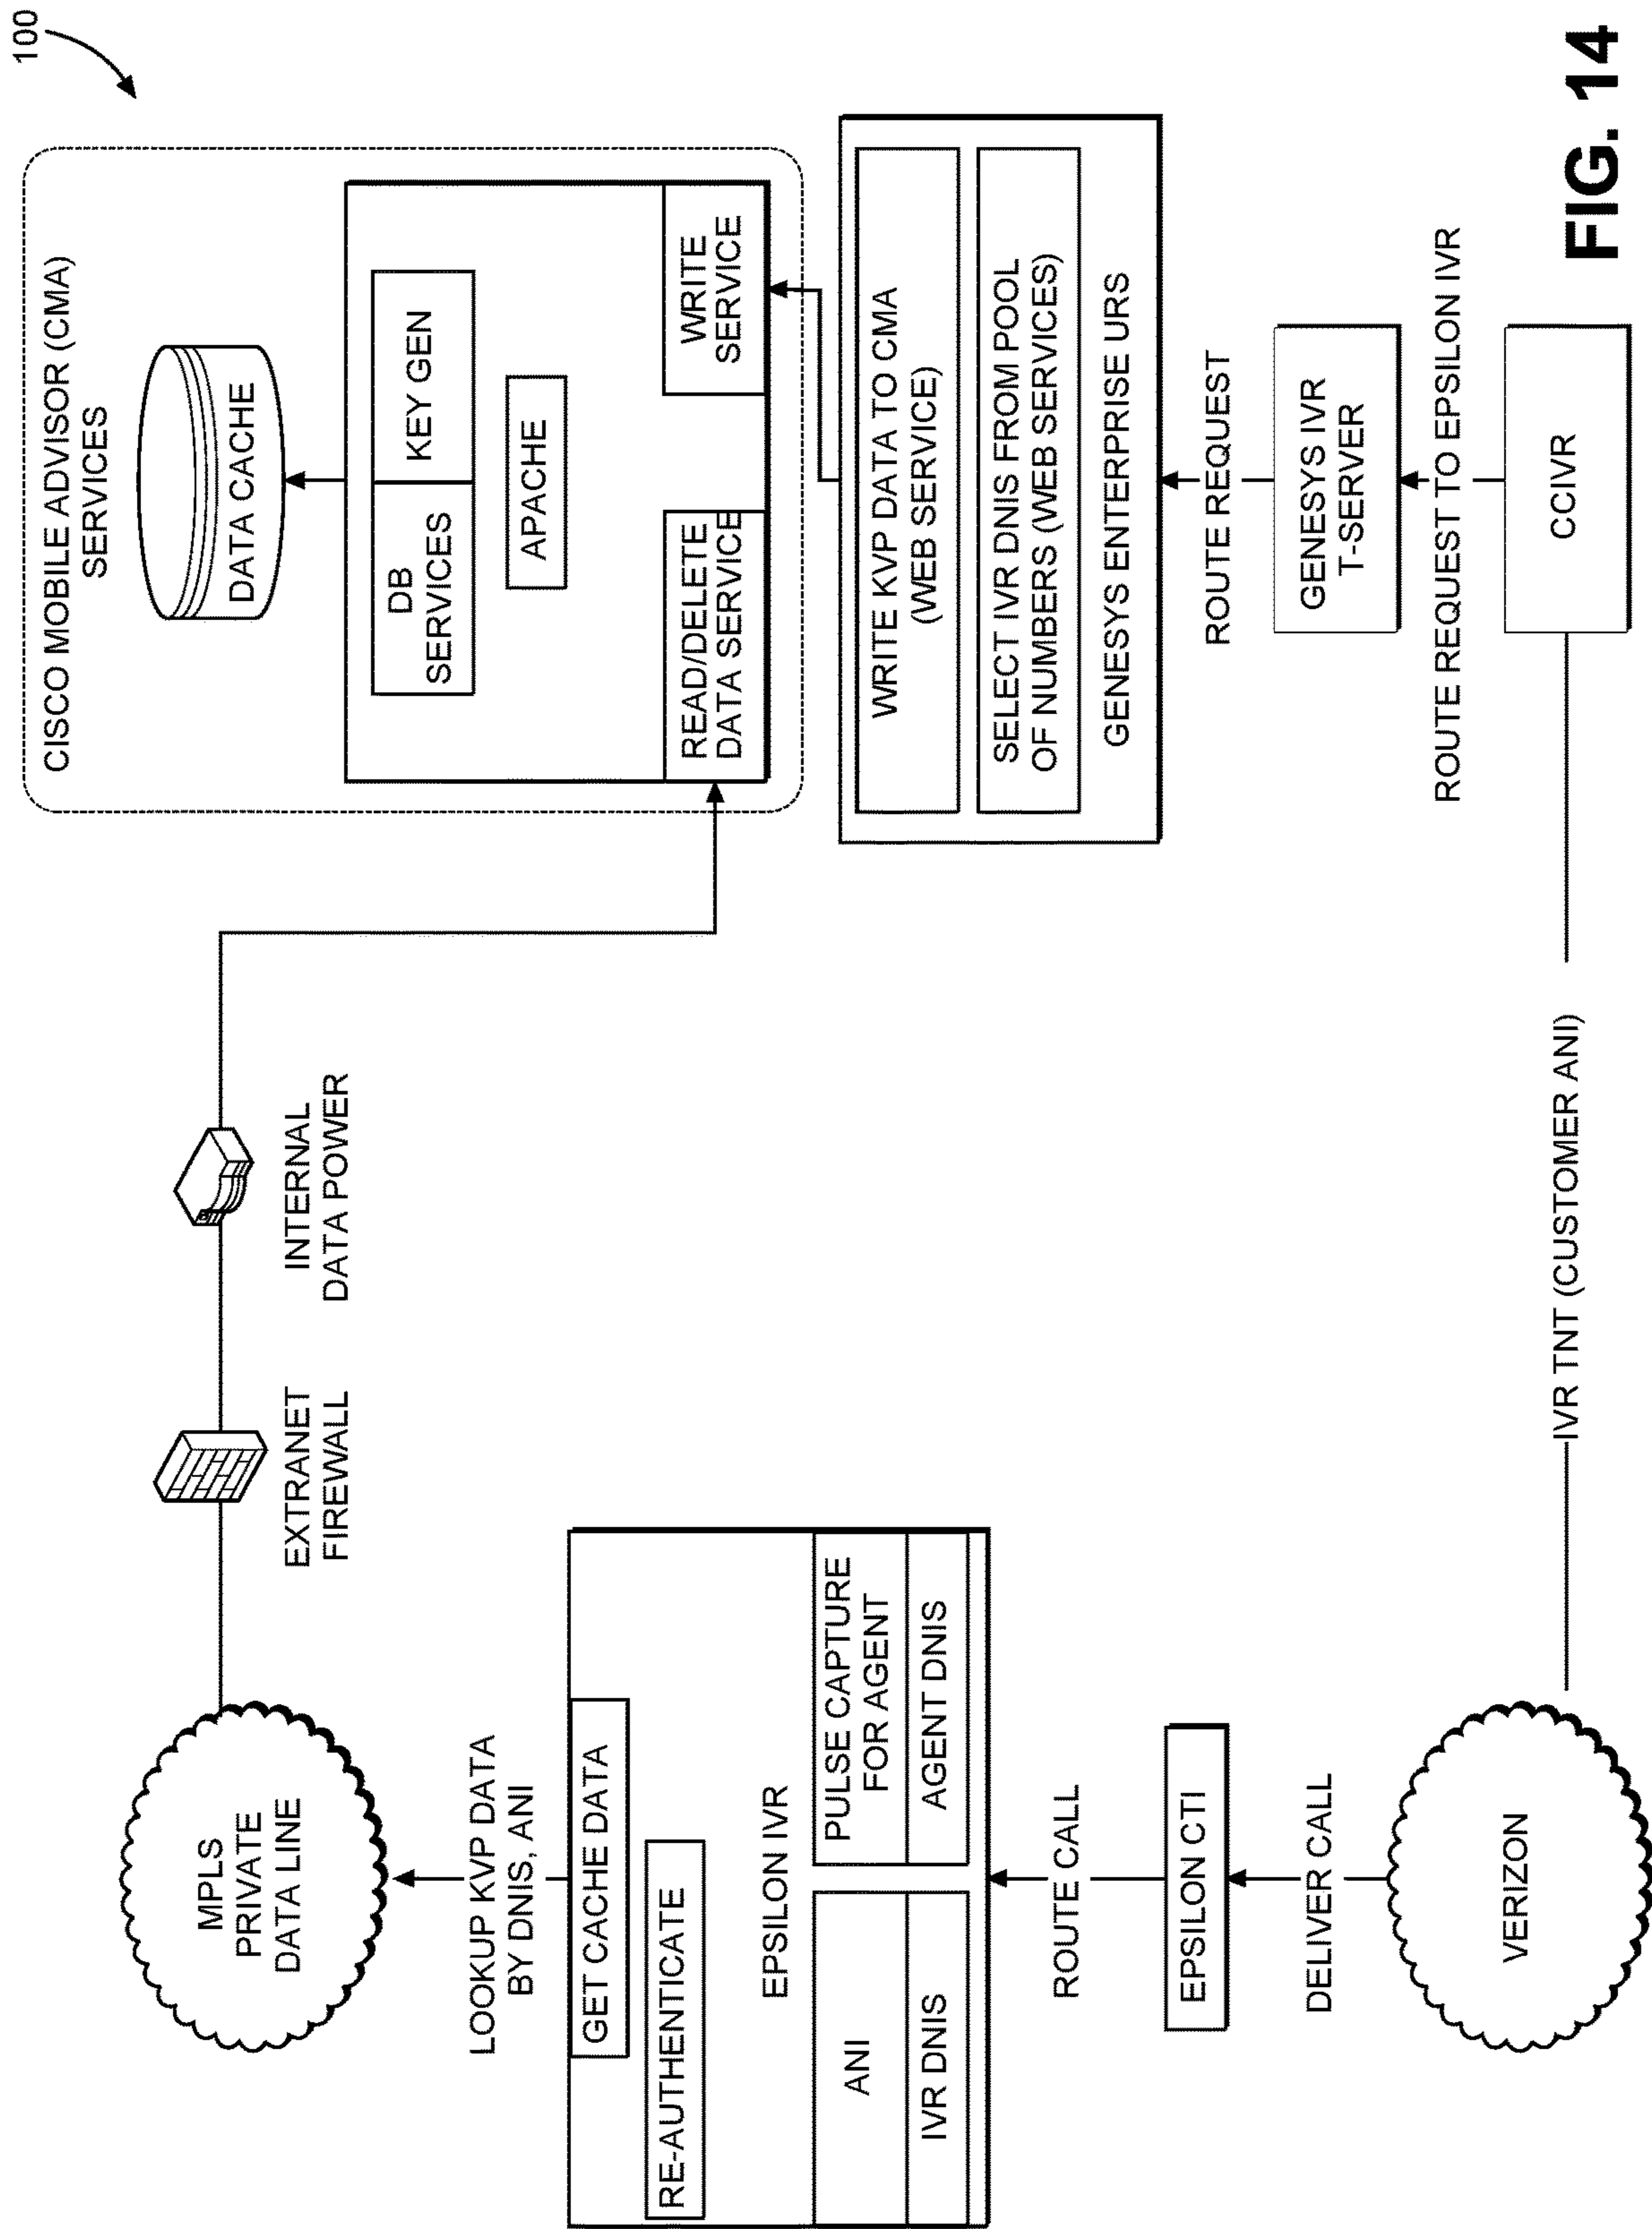 100
CISCO MOBILE ADVISOR (CMA)
SERVICES
DATA CACHE
DB
SERVICES
KEY GEN
APACHE
READ/DELETE
DATA SERVICE
WRITE
SERVICE
MPLS
PRIVATE
DATA LINE
EXTRANET
FIREWALL
INTERNAL
DATA POWER
LOOKUP KVP DATA
BY DNIS, ANI
GET CACHE DATA
RE-AUTHENTICATE
EPSILON IVR
ANI
IVR DNIS
PULSE CAPTURE
FOR AGENT
AGENT DNIS
ROUTE CALL
EPSILON CTI
DELIVER CALL
VERIZON
WRITE KVP DATA TO CMA
(WEB SERVICE)
SELECT IVR DNIS FROM POOL
OF NUMBERS (WEB SERVICES)
GENESYS ENTERPRISE URS
ROUTE REQUEST
GENESYS IVR
T-SERVER
ROUTE REQUEST TO EPSILON IVR
CCIVR
IVR TNT (CUSTOMER ANI)
FIG. 14